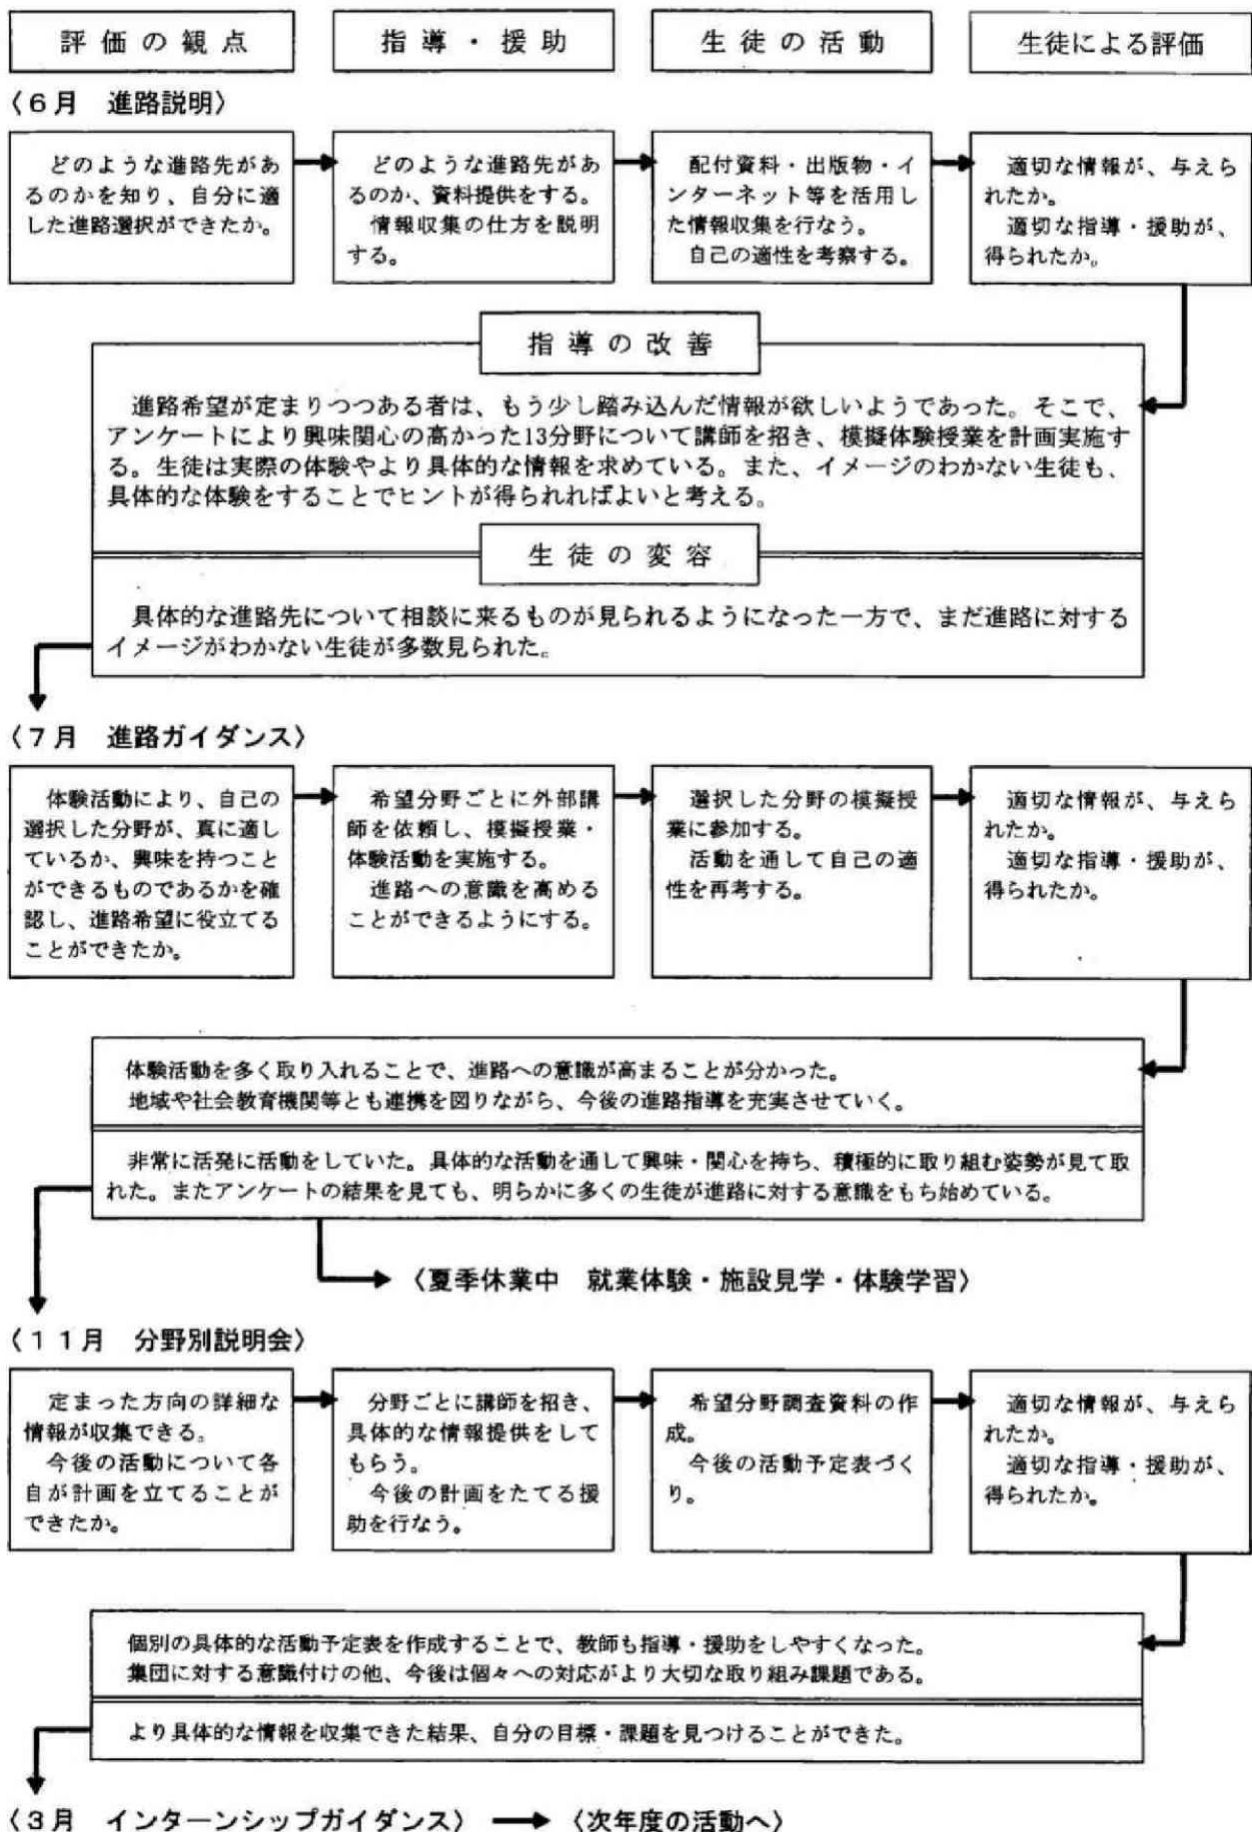 評価の観点
指導・援助
生徒の活動
生徒による評価
〈6月 進路説明〉
どのような進路先があ
るのかを知り、自分に適
した進路選択ができたか。
どのような進路先があ
るのか、資料提供をする。
情報収集の仕方を説明
する。
配付資料・出版物・イ
ンターネット等を活用し
た情報収集を行なう。
自己の適性を考察する。
適切な情報が、与えら
れたか。
適切な指導・援助が、
得られたか。
指導の改善
進路希望が定まりつつある者は、もう少し踏み込んだ情報が欲しいようであった。そこで、
アンケートにより興味関心の高かった13分野について講師を招き、模擬体験授業を計画実施す
る。生徒は実際の体験やより具体的な情報を求めている。また、イメージのわかない生徒も、
具体的な体験をすることでヒントが得られればよいと考える。
生徒の変容
具体的な進路先について相談に来るものが見られるようになった一方で、まだ進路に対する
イメージがわかない生徒が多数見られた。
〈7月 進路ガイダンス〉
体験活動により、自己の
選択した分野が、真に適し
ているか、興味を持つこと
ができるものであるかを確
認し、進路希望に役立てる
ことができたか。
希望分野ごとに外部講
師を依頼し、模擬授業・
体験活動を実施する。
進路への意識を高める
ことができるようにする。
選択した分野の模擬授
業に参加する。
活動を通して自己の適
性を再考する。
適切な情報が、与えら
れたか。
適切な指導・援助が、
得られたか。
体験活動を多く取り入れることで、進路への意識が高まることが分かった。
地域や社会教育機関等とも連携を図りながら、今後の進路指導を充実させていく。
非常に活発に活動をしていた。具体的な活動を通して興味・関心を持ち、積極的に取り組む姿勢が見て取
れた。またアンケートの結果を見ても、明らかに多くの生徒が進路に対する意識をもち始めている。
〈夏季休業中 就業体験・施設見学・体験学習〉
〈11月 分野別説明会〉
定まった方向の詳細な
情報が収集できる。
今後の活動について各
自が計画を立てることが
できたか。
分野ごとに講師を招き、
具体的な情報提供をして
もらう。
今後の計画をたてる援
助を行なう。
希望分野調査資料の作
成。
今後の活動予定表づく
り。
適切な情報が、与えら
れたか。
適切な指導・援助が、
得られたか。
個別の具体的な活動予定表を作成することで、教師も指導・援助をしやすくなった。
集団に対する意識付けの他、今後は個々への対応がより大切な取り組み課題である。
より具体的な情報を収集できた結果、自分の目標・課題を見つけることができた。
〈3月 インターンシップガイダンス〉 → 〈次年度の活動へ〉